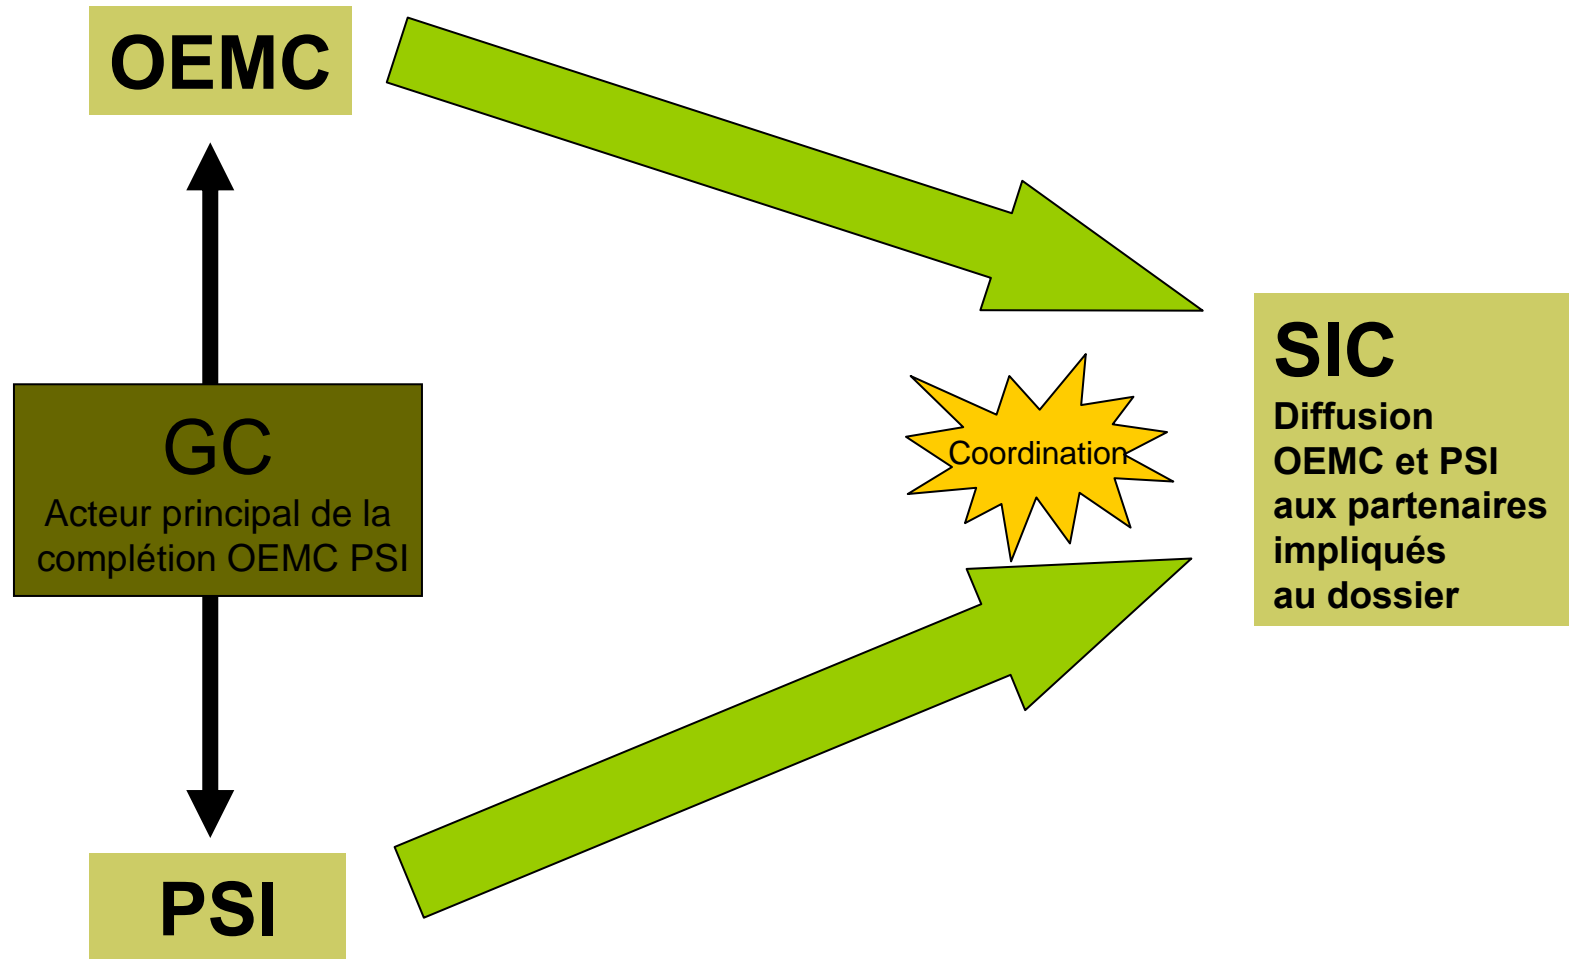 OEMC
GC
Acteur principal de la
complétion OEMC PSI
PSI
Coordination
SIC
Diffusion
OEMC et PSI
aux partenaires
impliqués
au dossier